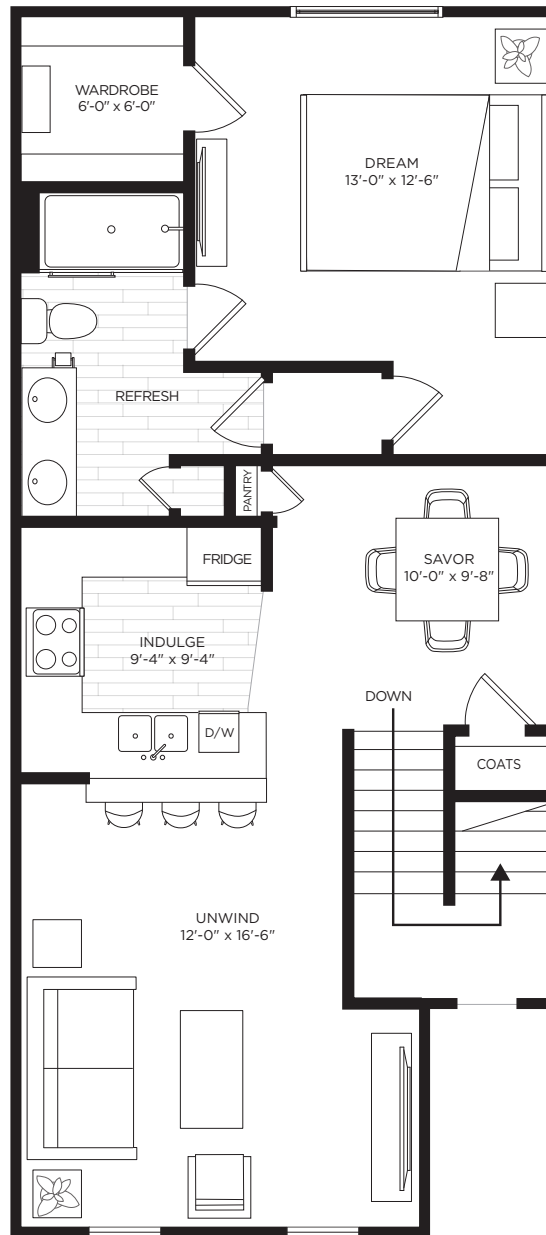 WARDROBE
6'-0" x 6'-0"
DREAM
13'-0" x 12'-6"
REFRESH
PANTRY
FRIDGE
SAVOR
10'-0" x 9'-8"
INDULGE
9'-4" x 9'-4"
DOWN
D/W
COATS
UNWIND
12'-0" x 16'-6"